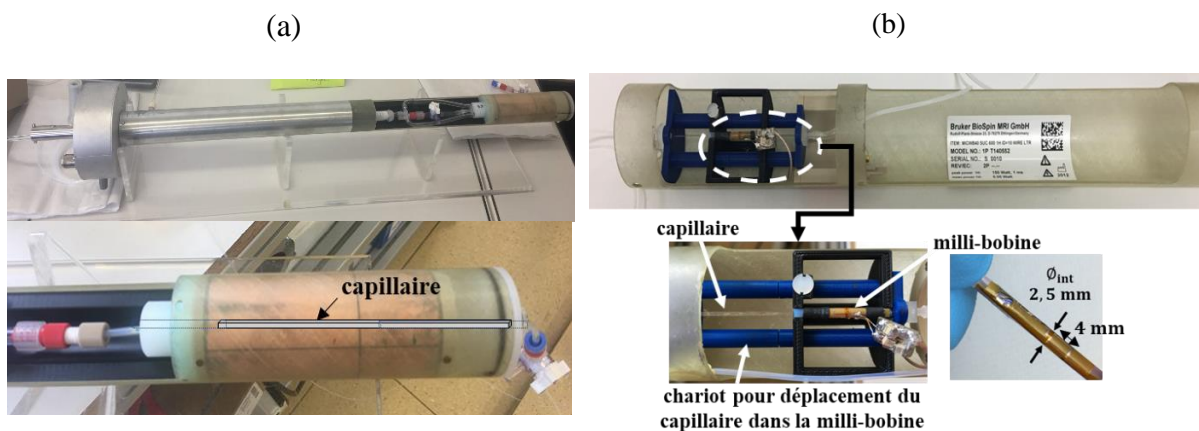 (a)
(b)
Bruker BioSpin MRI GmbH
capillaire
capillaire
milli-bobine
Ø int
2, 5 mm
4 mm
chariot pour déplacement du
capillaire dans la milli-bobine